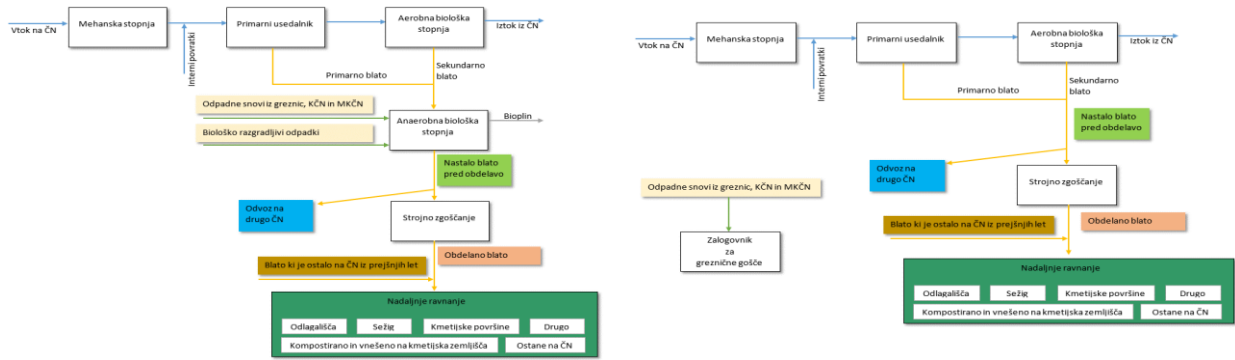 Vtok na ČN
Mehanska stopnja
Interni povratki
Primarni usedalnik
Aerobna biološka
stopnja
Iztok iz ČN
Primarno blato
Sekundarno
blato
Odpadne snovi iz greznic, KČN in MKČN
Biološko razgradljivi odpadki
Anaerobna biološka
stopnja
Bioplin
Nastalo blato
pred obdelavo
Odvoz na
drugo ČN
Strojno zgoščanje
Blato ki je ostalo na ČN iz prejšnjih let
Obdelano blato
Nadaljnje ravnanje
Odlagališča
Sežig
Kmetijske površine
Drugo
Kompostirano in vnešeno na kmetijska zemljišča
Ostane na ČN
Vtok na ČN
Mehanska stopnja
Interni povratki
Primarni usedalnik
Aerobna biološka
stopnja
Iztok iz ČN
Primarno blato
Sekundarno
blato
Nastalo blato
pred obdelavo
Odvoz na
drugo ČN
Strojno zgoščanje
Odpadne snovi iz greznic, KČN in MKČN
Zalogovnik
za
greznične gošče
Blato ki je ostalo na ČN iz prejšnjih let
Obdelano blato
Nadaljnje ravnanje
Odlagališča
Sežig
Kmetijske površine
Drugo
Kompostirano in vnešeno na kmetijska zemljišča
Ostane na ČN